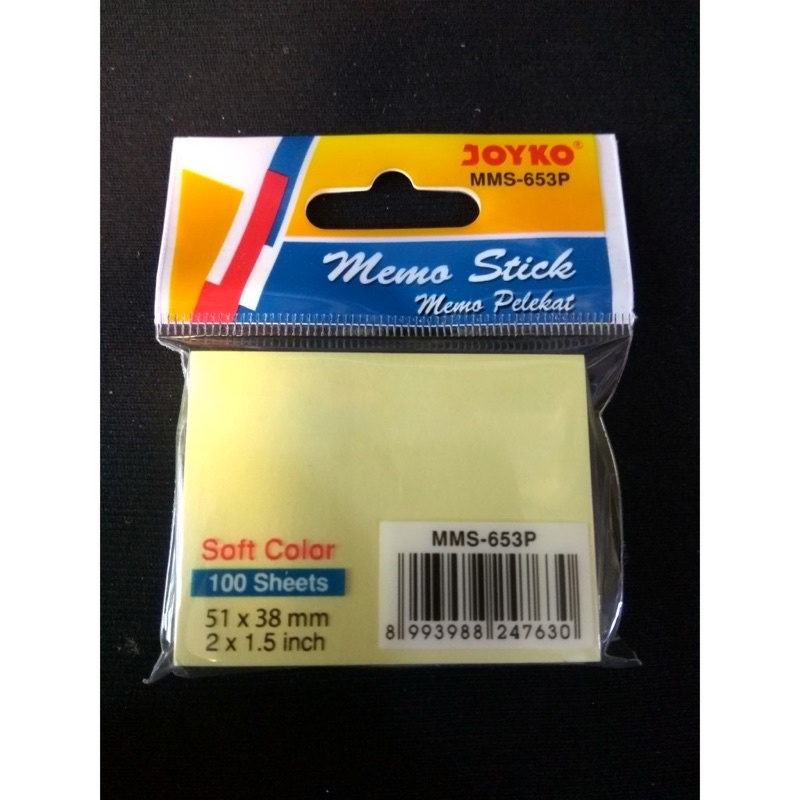 JOYKO®
MMS-653P
Memo Stick
Memo Pelekat
Soft Color
100 Sheets
51 x 38 mm
2 x 1.5 inch
MMS-653P
8 993988 247630